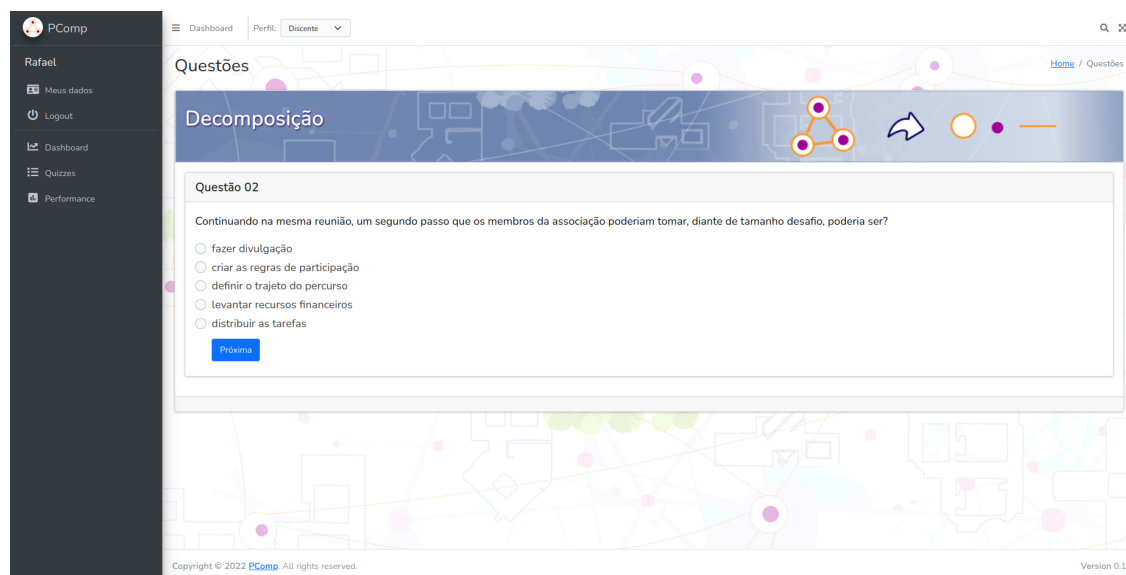 PComp
Dashboard
Perfil:
Discente
Rafael
Meus dados
Logout
Dashboard
Quizzes
Performance
Questões
Home / Questões
Decomposição
Questão 02
Continuando na mesma reunião, um segundo passo que os membros da associação poderiam tomar, diante de tamanho desafio, poderia ser?
fazer divulgação
criar as regras de participação
definir o trajeto do percurso
levantar recursos financeiros
distribuir as tarefas
Próxima
Copyright © 2022 PComp. All rights reserved.
Version 0.1